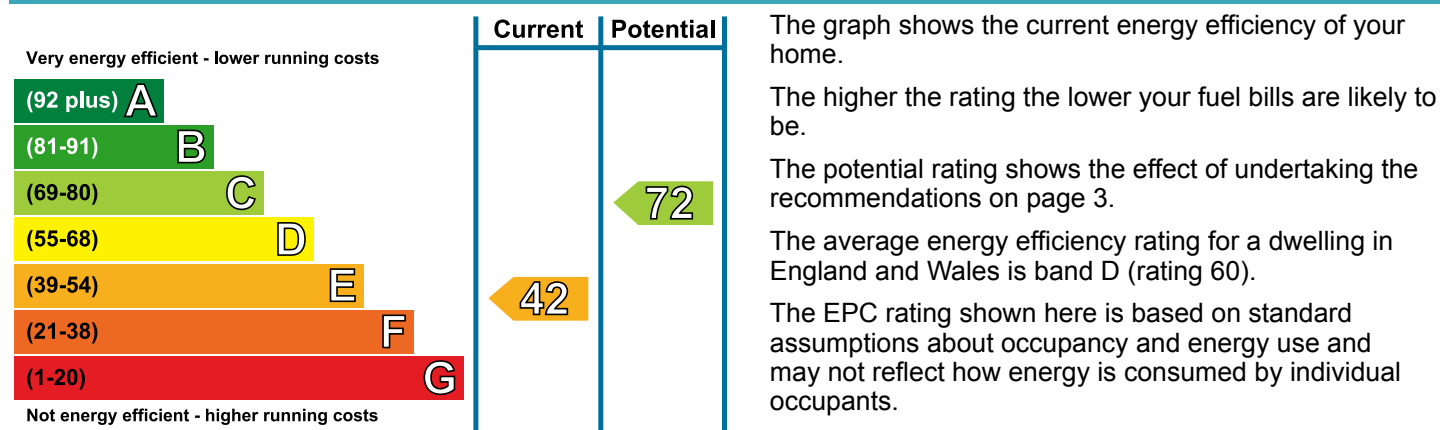 Current Potential
Very energy efficient - lower running costs
(92 plus) A
(81-91) B
(69-80) C
72
(55-68) D
(39-54) E
42
(21-38) F
(1-20) G
Not energy efficient - higher running costs
The graph shows the current energy efficiency of your
home.
The higher the rating the lower your fuel bills are likely to
be.
The potential rating shows the effect of undertaking the
recommendations on page 3.
The average energy efficiency rating for a dwelling in
England and Wales is band D (rating 60).
The EPC rating shown here is based on standard
assumptions about occupancy and energy use and
may not reflect how energy is consumed by individual
occupants.